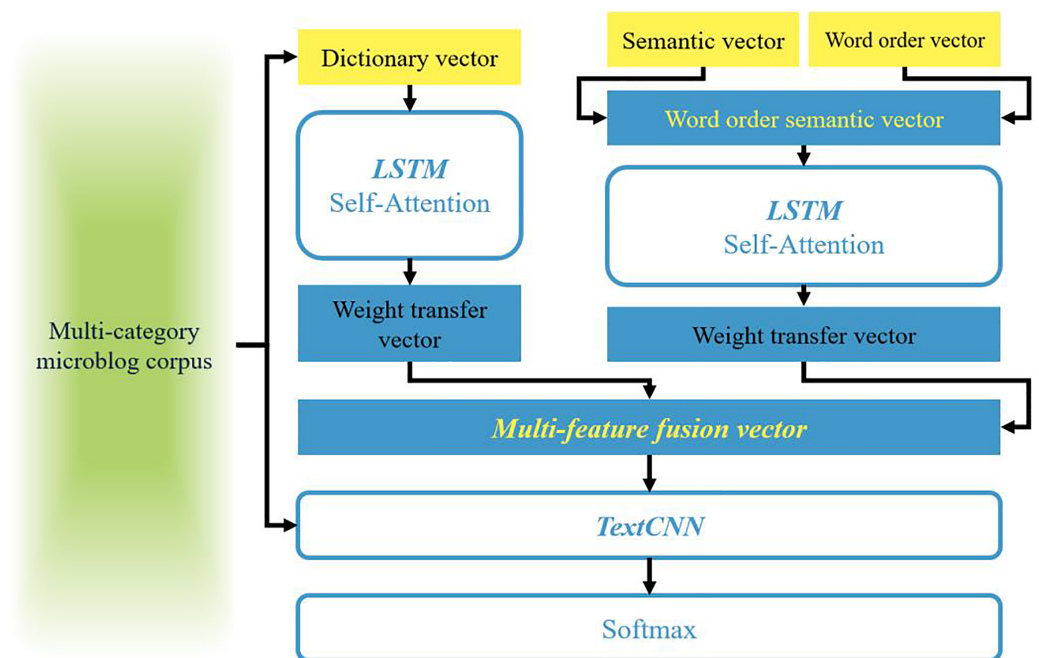 Multi-category
microblog corpus
Dictionary vector
LSTM
Self-Attention
Weight transfer
vector
Semantic vector
Word order vector
Word order semantic vector
LSTM
Self-Attention
Weight transfer vector
Multi-feature fusion vector
TextCNN
Softmax